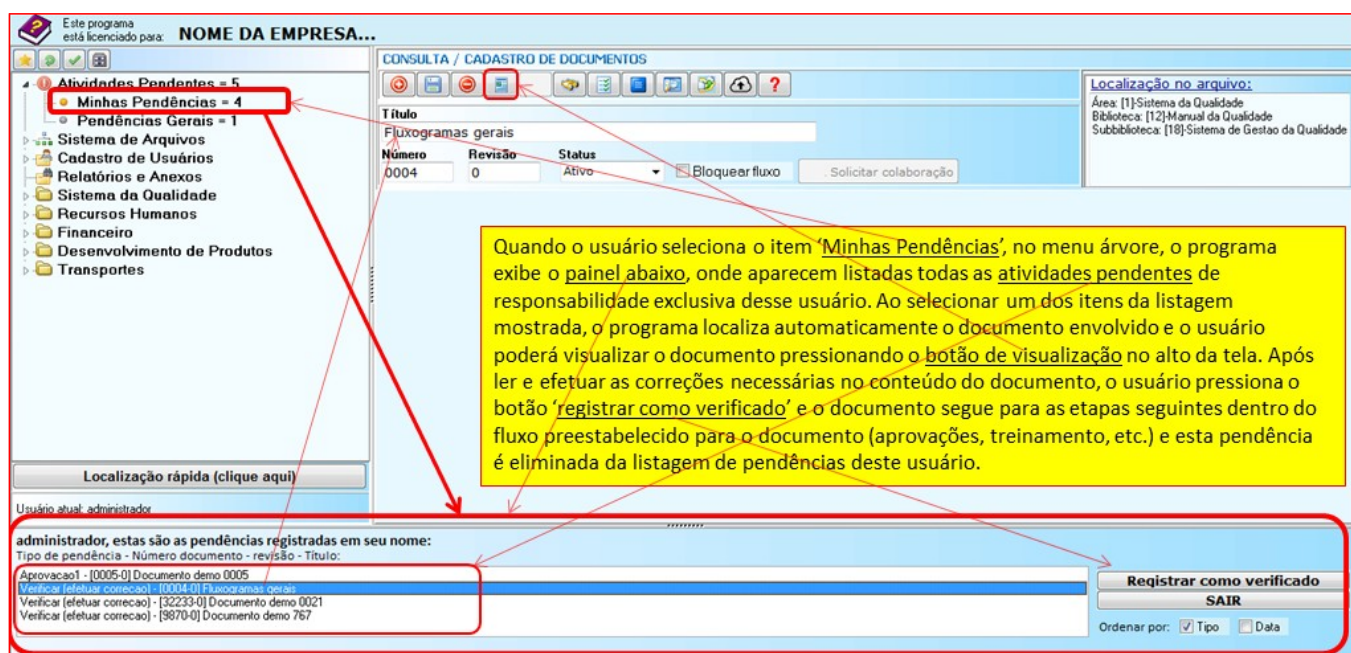 Este programa
está licenciado para: NOME DA EMPRESA...
Atividades Pendentes = 5
Minhas Pendências = 4
Pendências Gerais = 1
Sistema de Arquivos
Cadastro de Usuários
Relatórios e Anexos
Sistema da Qualidade
Recursos Humanos
Financeiro
Desenvolvimento de Produtos
Transportes
Localização rápida (clique aqui)
Usuário atual: administrador
CONSULTA / CADASTRO DE DOCUMENTOS
Título
Fluxogramas gerais
Número Revisão Status
0004 0 Ativo Bloquear fluxo . Solicitar colaboração
Localização no arquivo:
Área: [1]-Sistema da Qualidade
Biblioteca: [12]-Manual da Qualidade
Subbiblioteca: [18]-Sistema de Gestao da Qualidade
Quando o usuário seleciona o item ‘Minhas Pendências’, no menu árvore, o programa
exibe o painel abaixo, onde aparecem listadas todas as atividades pendentes de
responsabilidade exclusiva desse usuário. Ao selecionar um dos itens da listagem
mostrada, o programa localiza automaticamente o documento envolvido e o usuário
poderá visualizar o documento pressionando o botão de visualização no alto da tela. Após
ler e efetuar as correções necessárias no conteúdo do documento, o usuário pressiona o
botão ‘registrar como verificado’ e o documento segue para as etapas seguintes dentro do
fluxo preestabelecido para o documento (aprovações, treinamento, etc.) e esta pendência
é eliminada da listagem de pendências deste usuário.
administrador, estas são as pendências registradas em seu nome:
Tipo de pendência - Número documento - revisão - Título:
Aprovacao1 - [0005-0] Documento demo 0005
Verificar (efetuar correcao) - [0004-0] Fluxogramas gerais
Verificar (efetuar correcao) - [32233-0] Documento demo 0021
Verificar (efetuar correcao) - [9870-0] Documento demo 767
Registrar como verificado
SAIR
Ordenar por: Tipo Data